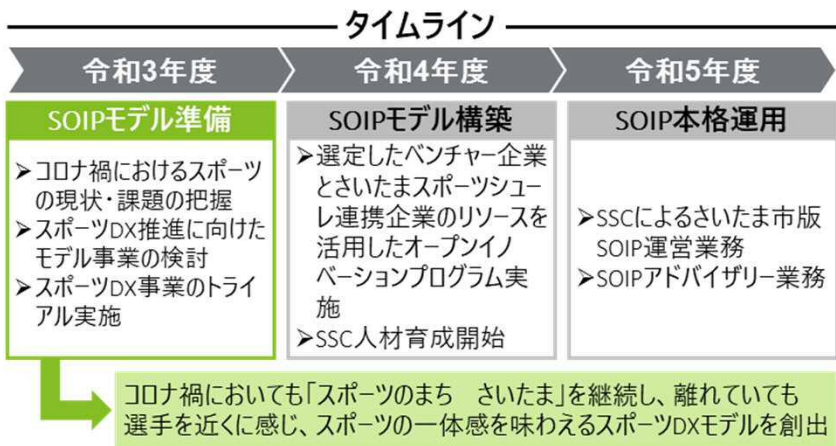 タイムライン
令和3年度
令和4年度
令和5年度
SOIPモデル準備
➤コロナ禍におけるスポーツ
の現状・課題の把握
➤スポーツDX推進に向けた
モデル事業の検討
➤スポーツDX事業のトライ
アル実施
SOIPモデル構築
➤選定したベンチャー企業
とさいたまスポーツシュー
レ連携企業のリソースを
活用したオープンイノ
ベーションプログラム実
施
➤SSC人材育成開始
SOIP本格運用
➤SSCによるさいたま市版
SOIP運営業務
➤SOIPアドバイザリー業務
コロナ禍においても「スポーツのまち　さいたま」を継続し、離れていても
選手を近くに感じ、スポーツの一体感を味わえるスポーツDXモデルを創出